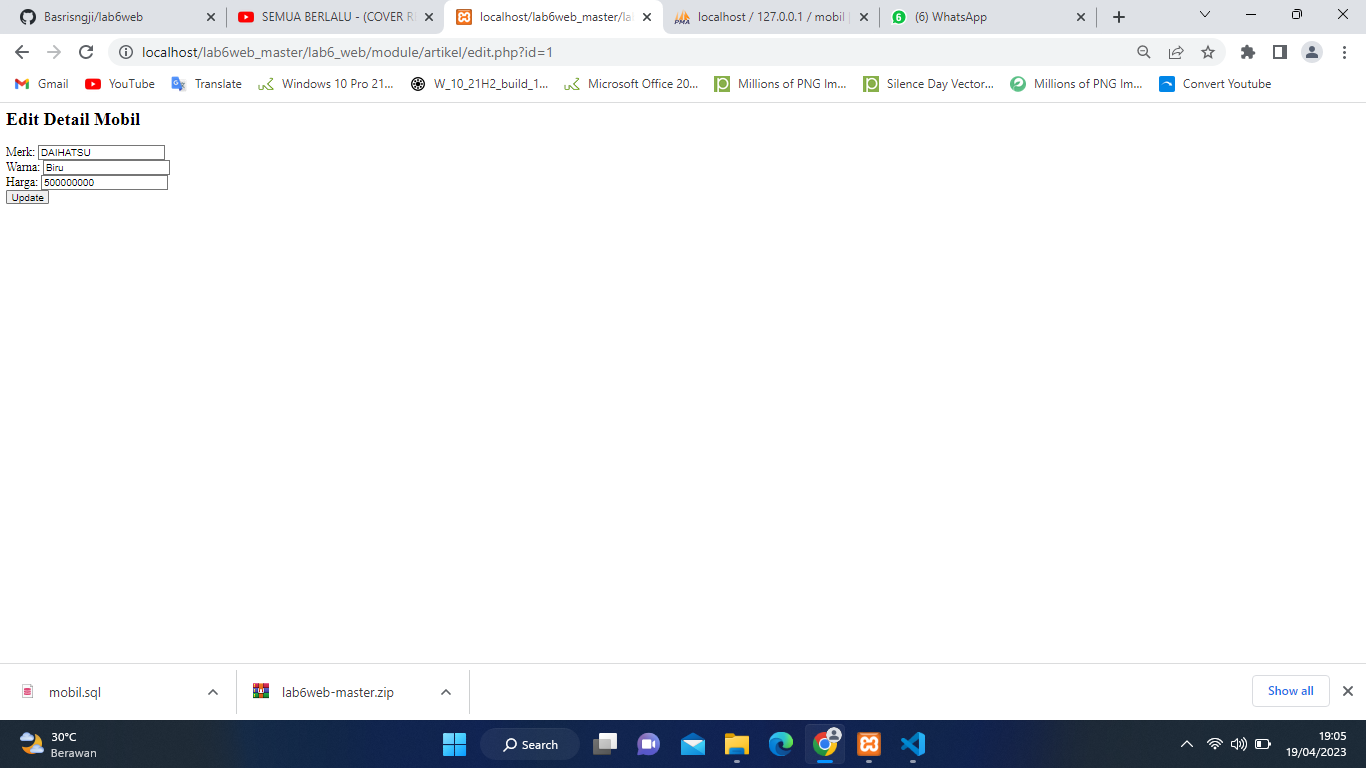 Basrisngji/lab6web
SEMUA BERLALU - (COVER R
localhost/lab6web_master/la
localhost / 127.0.0.1 / mobil
(6) WhatsApp
localhost/lab6web_master/lab6_web/module/artikel/edit.php?id=1
Gmail
YouTube
Translate
Windows 10 Pro 21...
W_10_21H2_build_1...
Microsoft Office 20...
Millions of PNG Im...
Silence Day Vector...
Millions of PNG Im...
Convert Youtube
Edit Detail Mobil
Merk: DAIHATSU
Warna: Biru
Harga: 500000000
Update
mobil.sql
lab6web-master.zip
Show all
30°C
Berawan
Search
19:05
19/04/2023